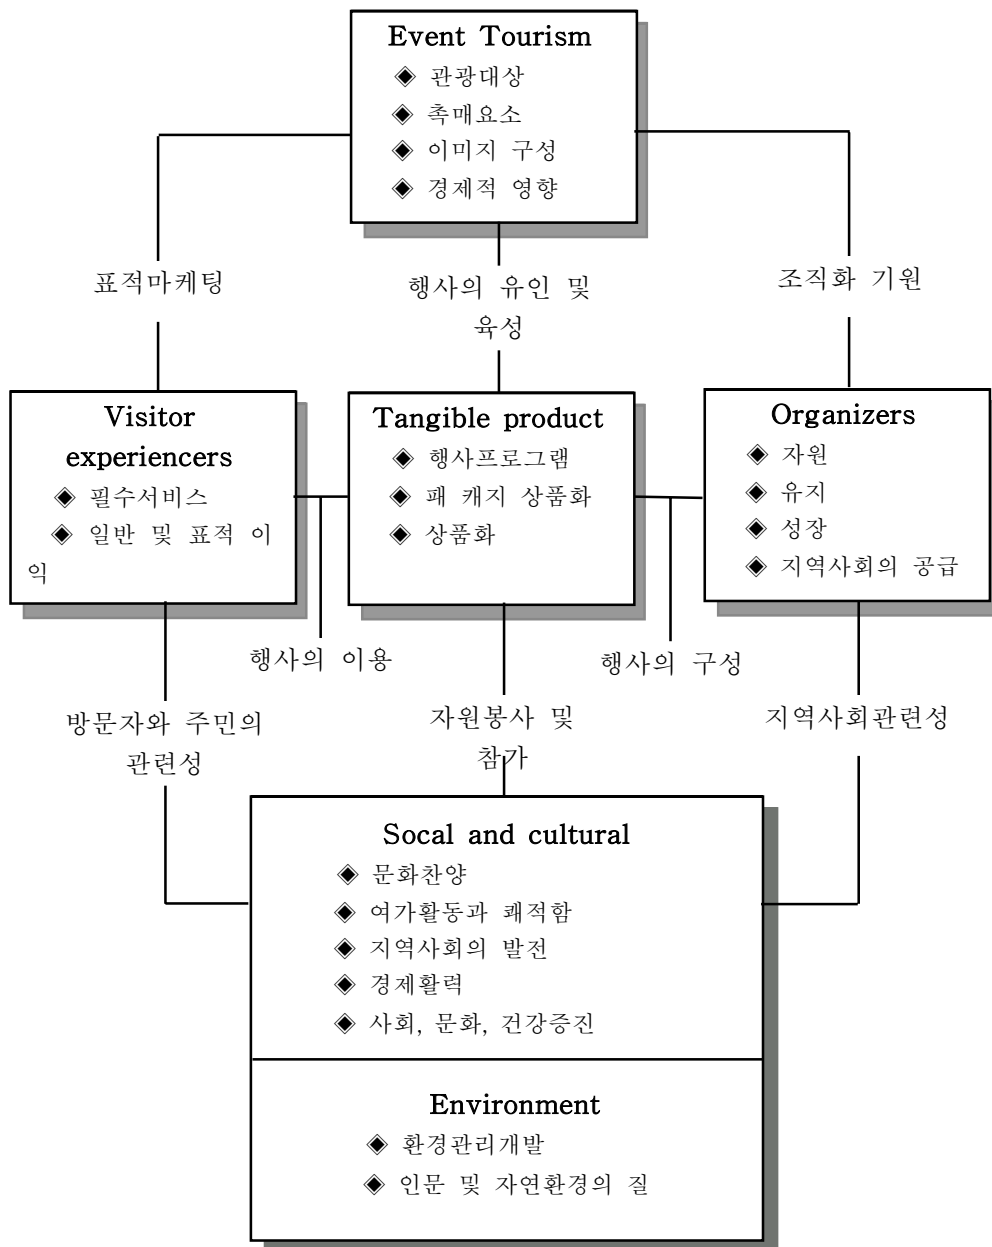 Event Tourism
◈ 관광대상
◈ 촉매요소
◈ 이미지 구성
◈ 경제적 영향
표적마케팅
행사의 유인 및
육성
조직화 기원
Visitor
experiencers
◈ 필수서비스
◈ 일반 및 표적 이
익
Tangible product
◈ 행사프로그램
◈ 패 캐지 상품화
◈ 상품화
Organizers
◈ 자원
◈ 유지
◈ 성장
◈ 지역사회의 공급
행사의 이용
행사의 구성
방문자와 주민의
관련성
자원봉사 및
참가
지역사회관련성
Socal and cultural
◈ 문화찬양
◈ 여가활동과 쾌적함
◈ 지역사회의 발전
◈ 경제활력
◈ 사회, 문화, 건강증진
Environment
◈ 환경관리개발
◈ 인문 및 자연환경의 질